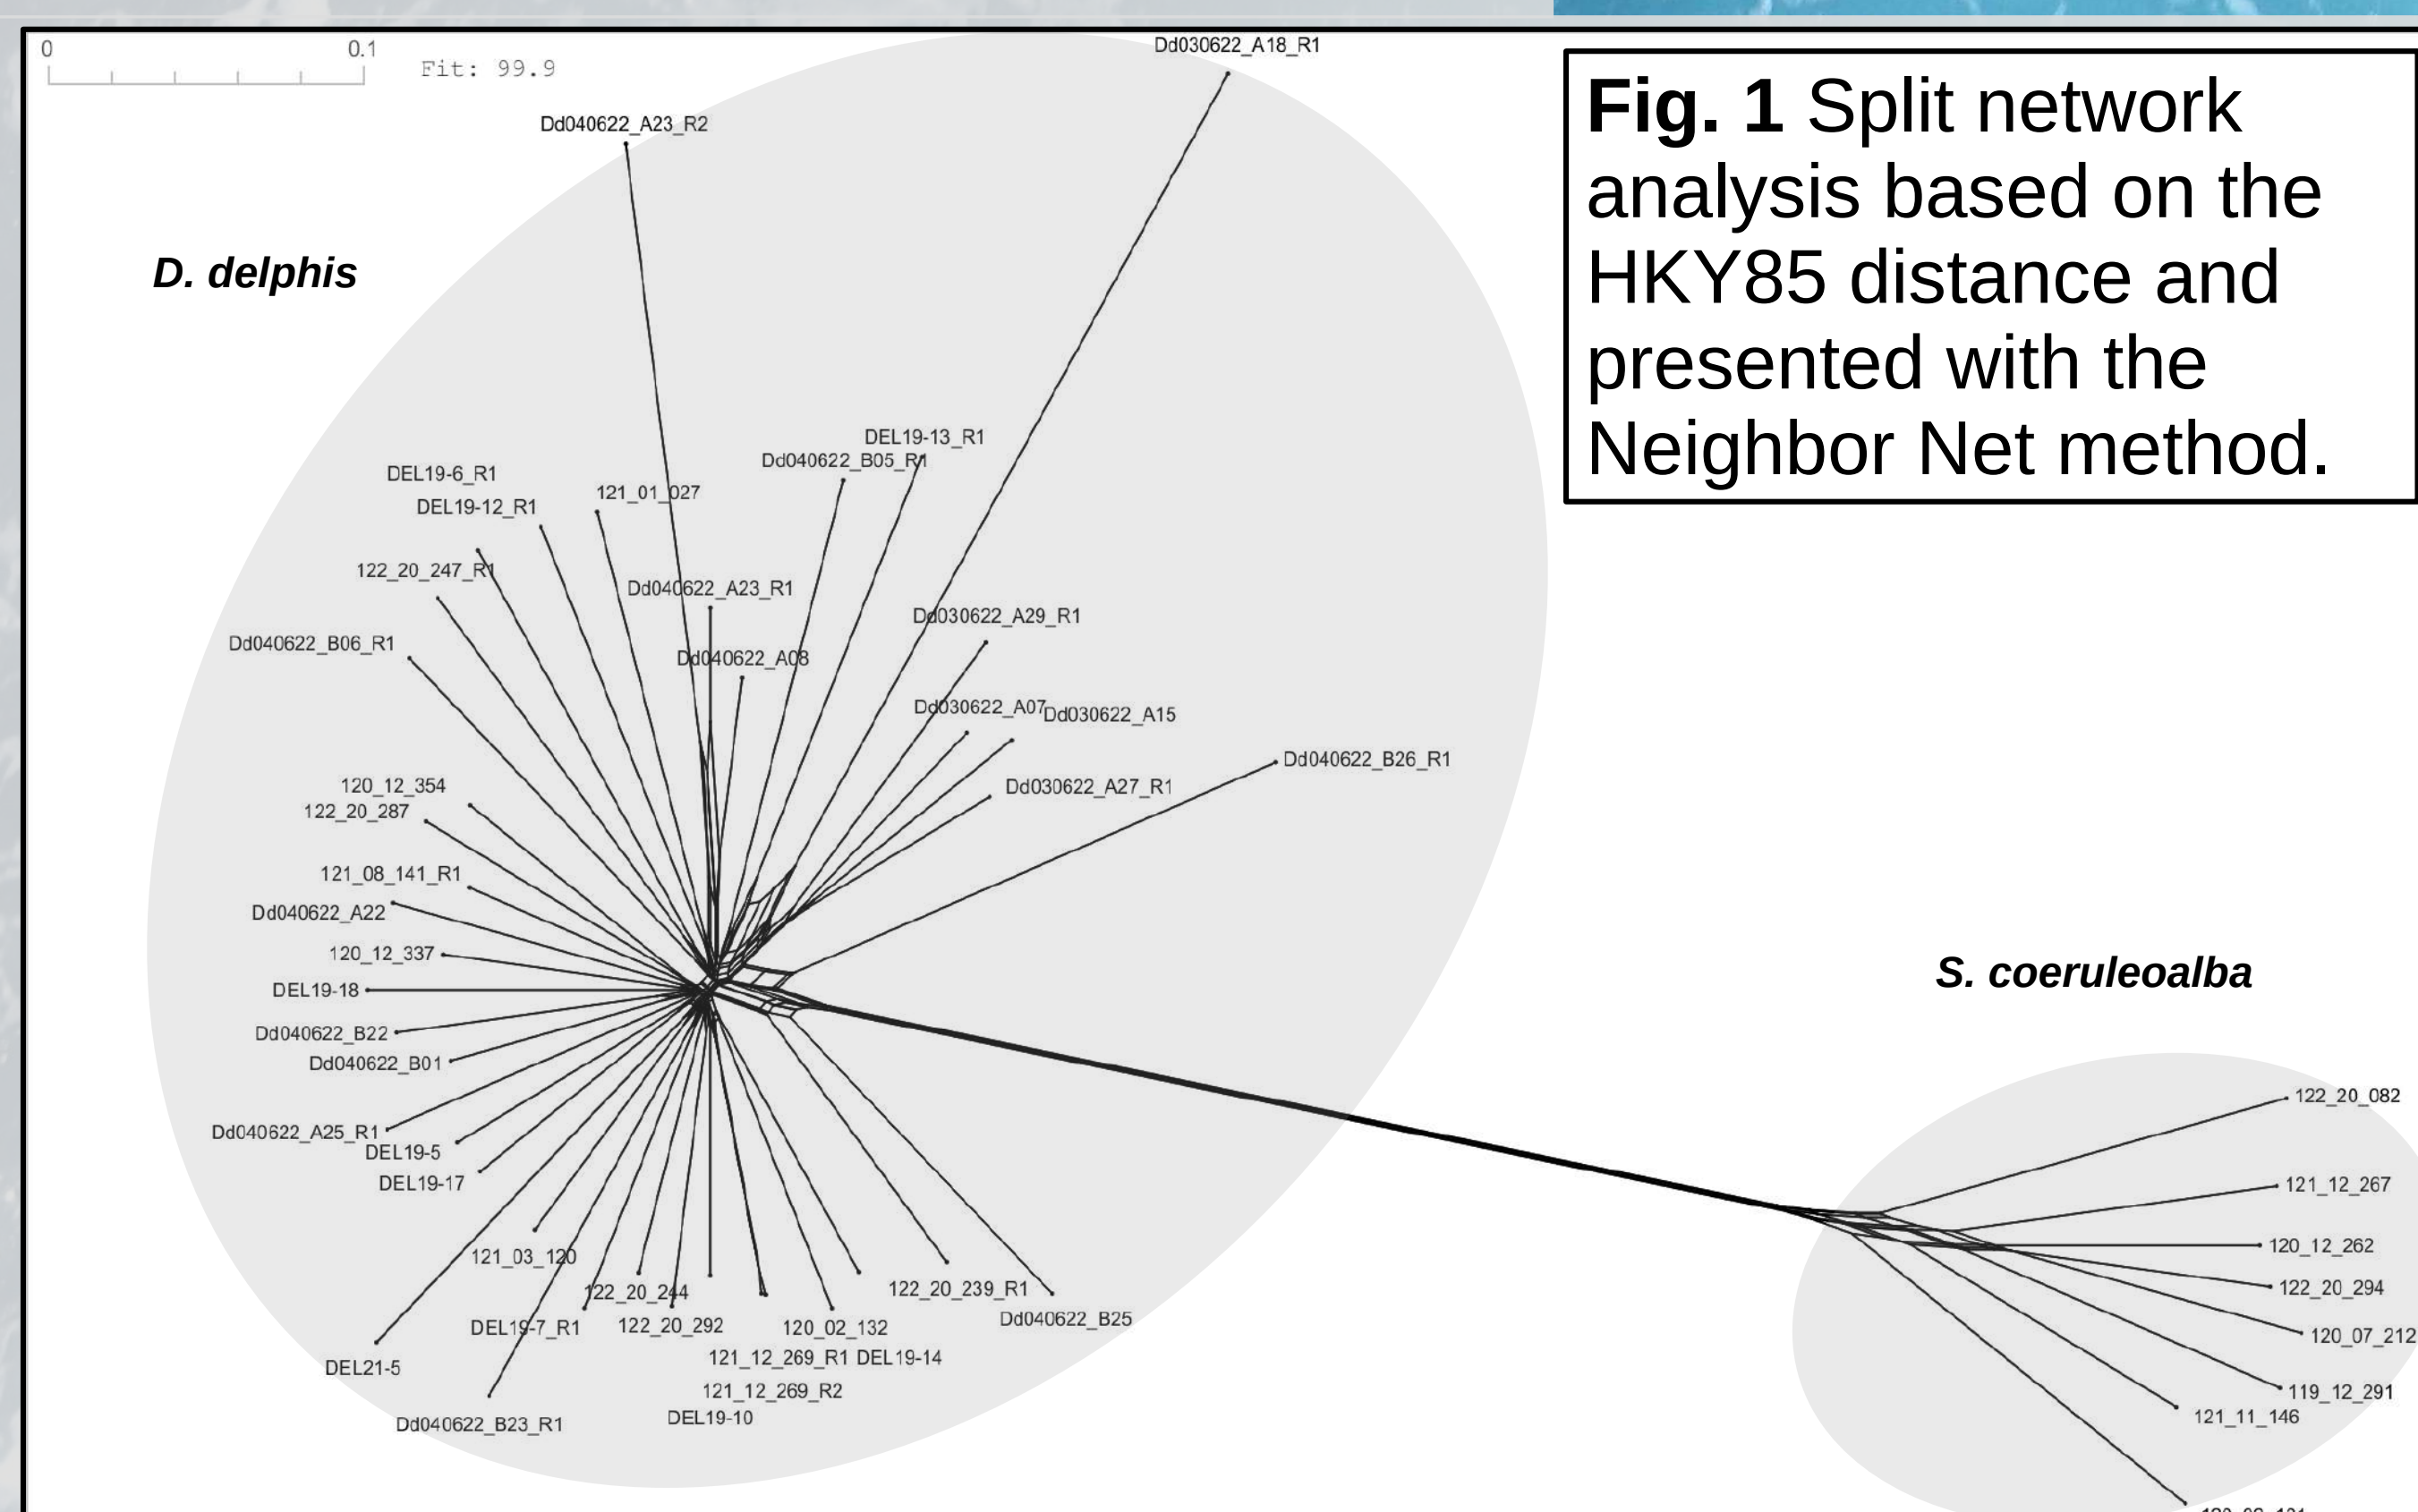 0 0.1
Fit: 99.9
Dd030622_A18_R1
Fig. 1 Split network
analysis based on the
HKY85 distance and
presented with the
Neighbor Net method.
Dd040622_A23_R2
D. delphis
DEL19-13_R1
Dd040622_B05_R1
DEL19-6_R1
121_01_027
DEL19-12_R1
122_20_247_R1
Dd040622_A23_R1
Dd030622_A29_R1
Dd040622_B06_R1
Dd040622_A08
Dd030622_A07
Dd030622_A15
Dd040622_B26_R1
120_12_354
Dd030622_A27_R1
122_20_287
121_08_141_R1
Dd040622_A22
120_12_337
S. coeruleoalba
DEL19-18
Dd040622_B22
Dd040622_B01
122_20_082
Dd040622_A25_R1
DEL19-5
DEL19-17
121_12_267
120_12_262
121_03_120
122_20_294
122_20_244
122_20_239_R1
DEL19-7_R1
122_20_292
120_02_132
Dd040622_B25
120_07_212
DEL21-5
121_12_269_R1
DEL19-14
121_12_269_R2
119_12_291
DEL19-10
121_11_146
Dd040622_B23_R1